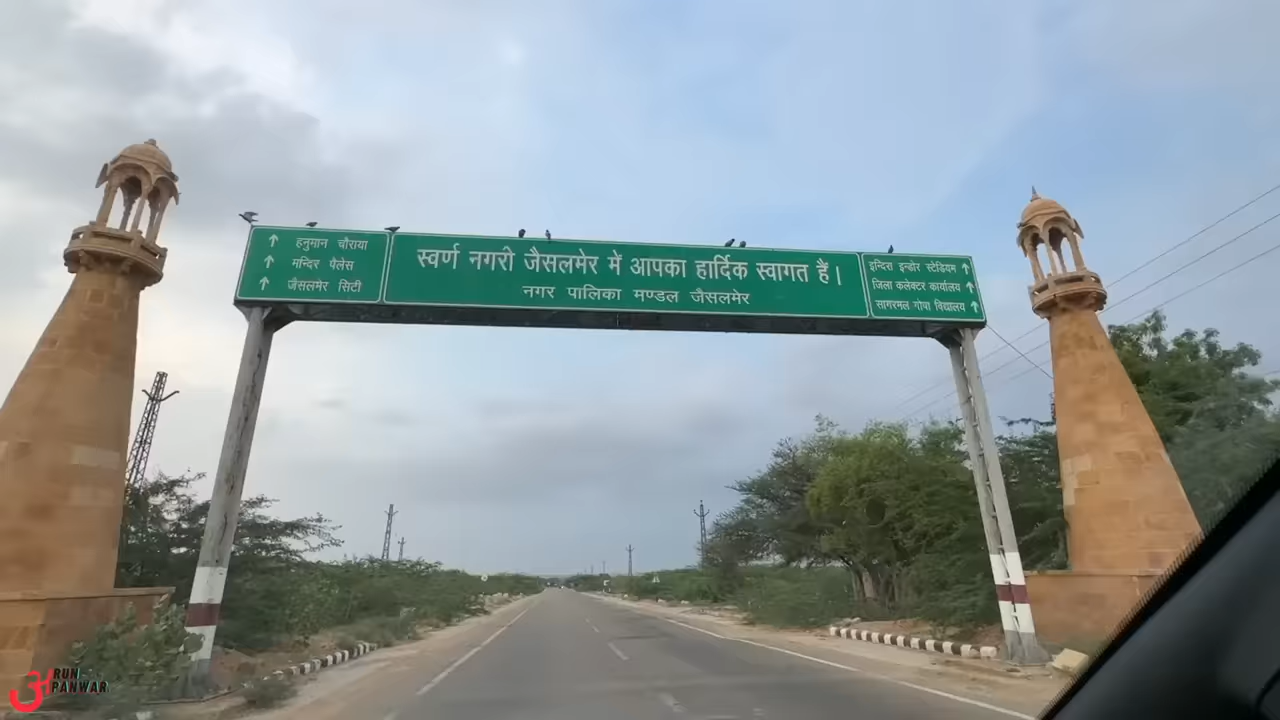 हनुमान चौराया
मन्दिर पैलेस
जैसलमेर सिटी
स्वर्ण नगरी जैसलमेर में आपका हार्दिक स्वागत हैं।
नगर पालिका मण्डल जैसलमेर
इन्दिरा इन्डोर स्टेडियम
जिला कलेक्टर कार्यालय
सागरमल गोपा विद्यालय
अ RUN
PANWAR